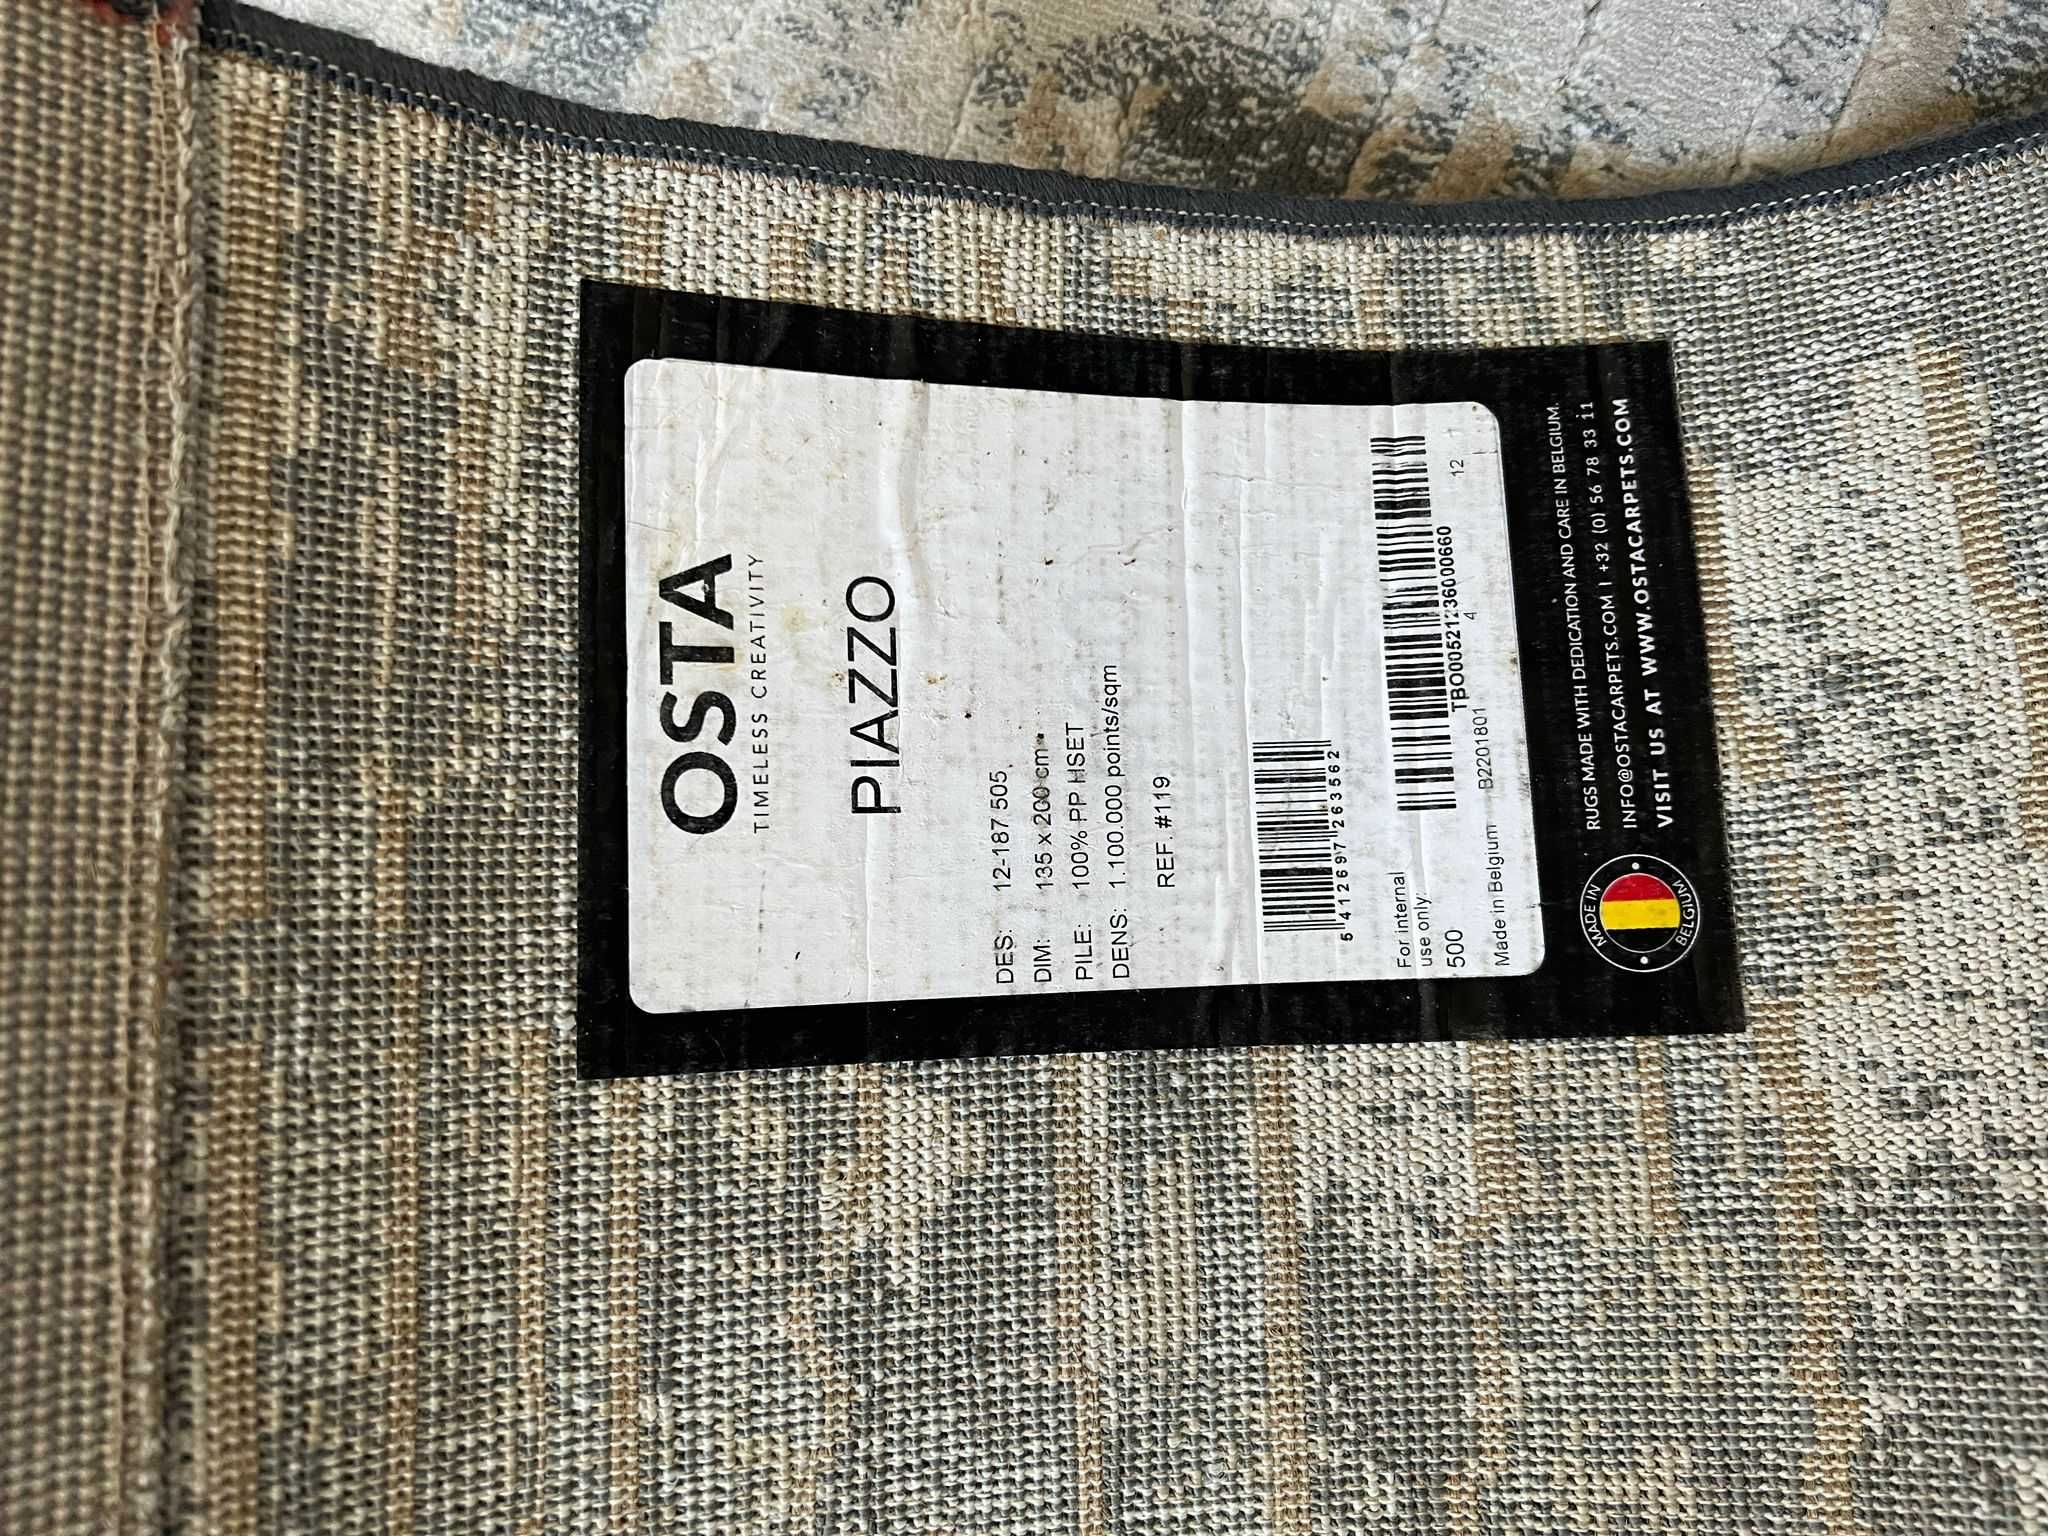 OSTA
TIMELESS CREATIVITY
PIAZZO
DES: 12-187 505
DIM: 135 x 200 cm
PILE: 100% PP HSET
DENS: 1.100.000 points/sqm
REF. #119
5 412697 263562
For internal
use only:
TBO00521236000660
500 4 12
Made in Belgium B2201801
RUGS MADE WITH DEDICATION AND CARE IN BELGIUM.
INFO@OSTACARPETS.COM I +32 (0) 56 78 33 11
VISIT US AT WWW.OSTACARPETS.COM
MADE IN
BELGIUM